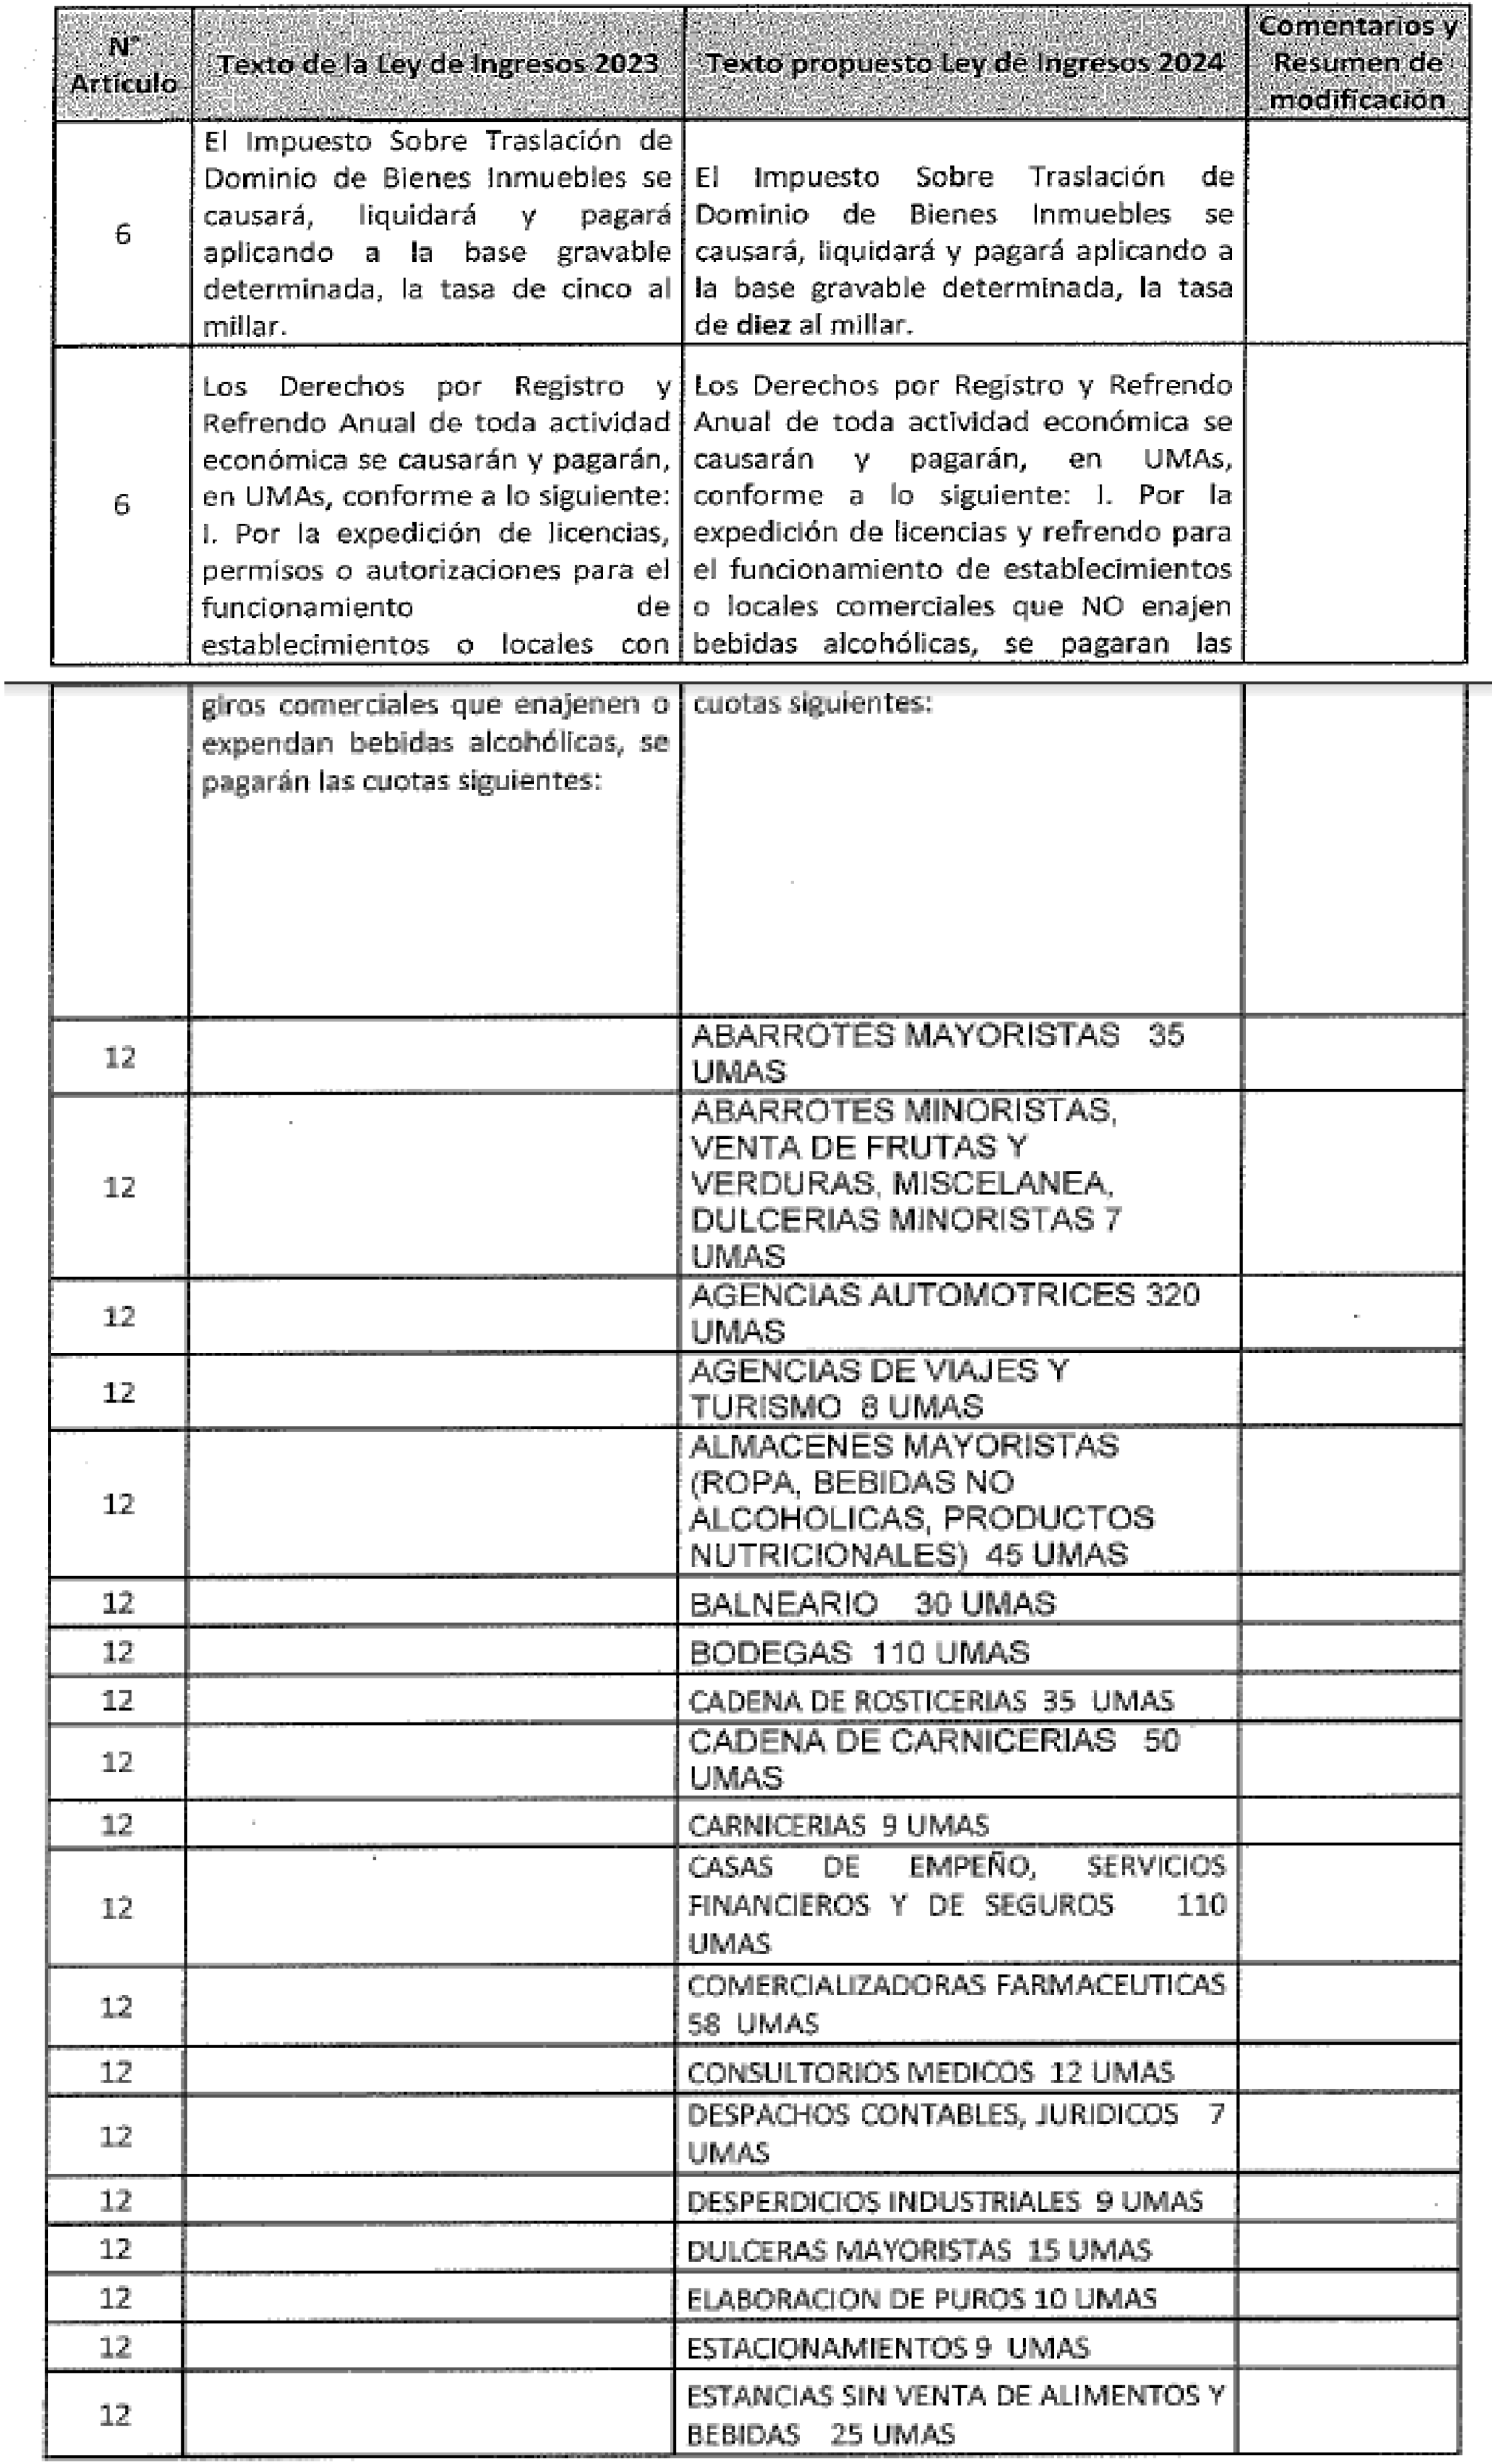 N°
Artículo
Texto de la Ley de Ingresos 2023
Texto propuesto Ley de Ingresos 2024
Comentarios y
Resumen de
modificación
6
El Impuesto Sobre Traslación de
Dominio de Bienes Inmuebles se
causará, liquidará y pagará
aplicando a la base gravable
determinada, la tasa de cinco al
millar.
El Impuesto Sobre Traslación de
Dominio de Bienes Inmuebles se
causará, liquidará y pagará aplicando a
la base gravable determinada, la tasa
de diez al millar.
6
Los Derechos por Registro y
Refrendo Anual de toda actividad
económica se causarán y pagarán,
en UMAs, conforme a lo siguiente:
I. Por la expedición de licencias,
permisos o autorizaciones para el
funcionamiento de
establecimientos o locales con
giros comerciales que enajenen o
expendan bebidas alcohólicas, se
pagarán las cuotas siguientes:
Los Derechos por Registro y Refrendo
Anual de toda actividad económica se
causarán y pagarán, en UMAs,
conforme a lo siguiente: I. Por la
expedición de licencias y refrendo para
el funcionamiento de establecimientos
o locales comerciales que NO enajen
bebidas alcohólicas, se pagaran las
cuotas siguientes:
12
ABARROTES MAYORISTAS 35
UMAS
12
ABARROTES MINORISTAS,
VENTA DE FRUTAS Y
VERDURAS, MISCELANEA,
DULCERIAS MINORISTAS 7
UMAS
12
AGENCIAS AUTOMOTRICES 320
UMAS
12
AGENCIAS DE VIAJES Y
TURISMO 8 UMAS
12
ALMACENES MAYORISTAS
(ROPA, BEBIDAS NO
ALCOHOLICAS, PRODUCTOS
NUTRICIONALES) 45 UMAS
12
BALNEARIO 30 UMAS
12
BODEGAS 110 UMAS
12
CADENA DE ROSTICERIAS 35 UMAS
12
CADENA DE CARNICERIAS 50
UMAS
12
CARNICERIAS 9 UMAS
12
CASAS DE EMPEÑO, SERVICIOS
FINANCIEROS Y DE SEGUROS 110
UMAS
12
COMERCIALIZADORAS FARMACEUTICAS
58 UMAS
12
CONSULTORIOS MEDICOS 12 UMAS
12
DESPACHOS CONTABLES, JURIDICOS 7
UMAS
12
DESPERDICIOS INDUSTRIALES 9 UMAS
12
DULCERAS MAYORISTAS 15 UMAS
12
ELABORACION DE PUROS 10 UMAS
12
ESTACIONAMIENTOS 9 UMAS
12
ESTANCIAS SIN VENTA DE ALIMENTOS Y
BEBIDAS 25 UMAS